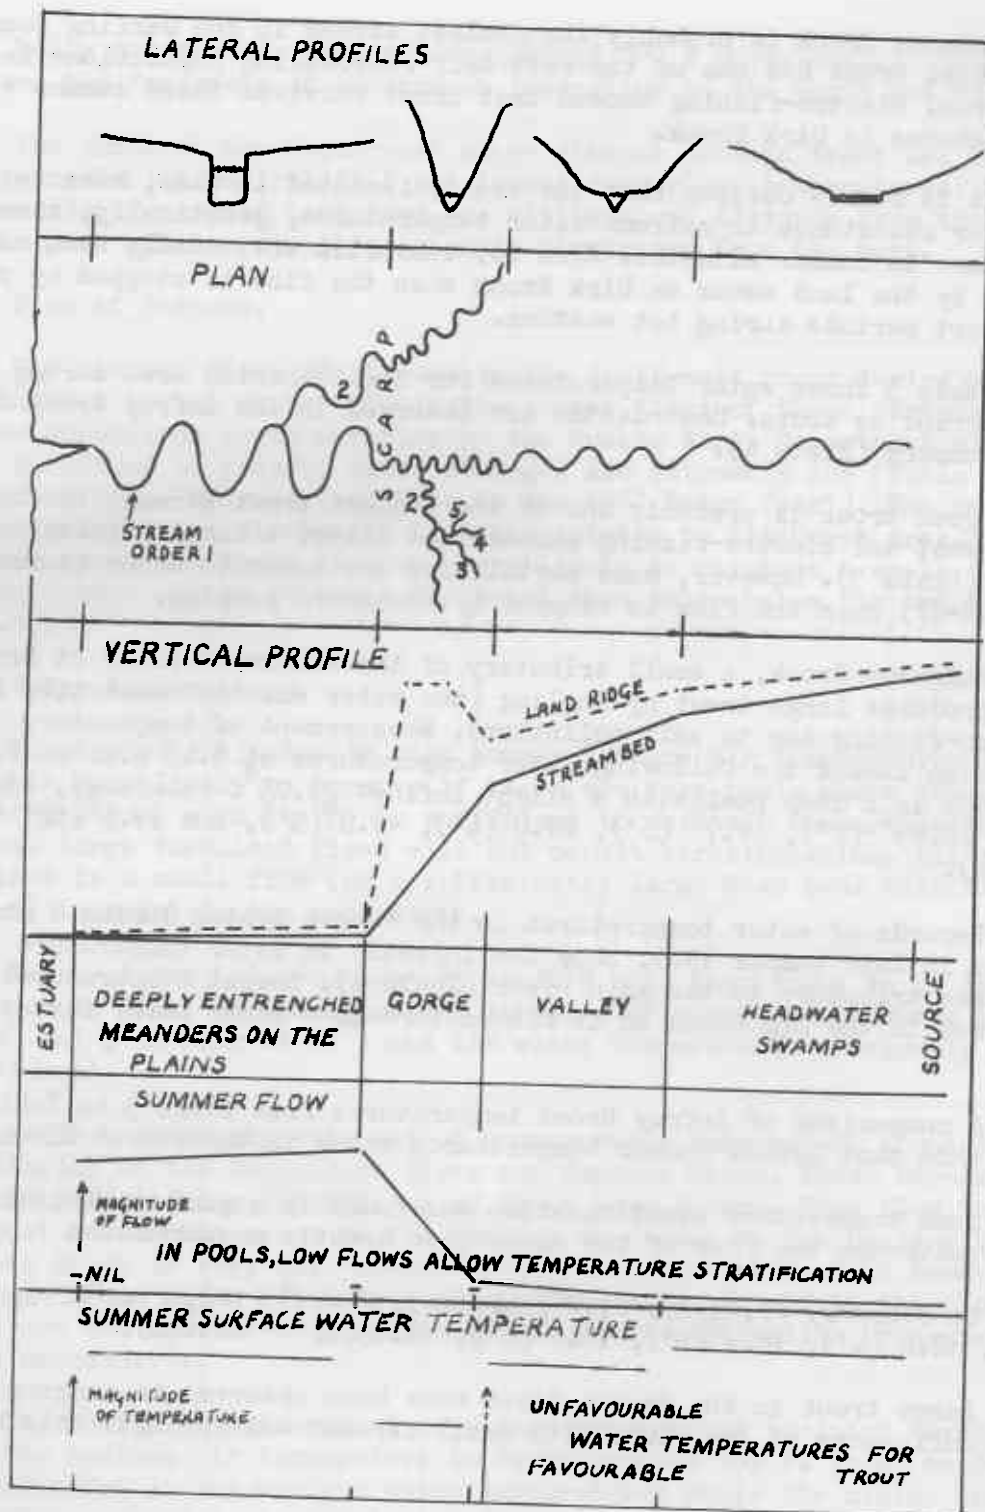 LATERAL PROFILES
PLAN
SCARP
2
2
5
4
3
STREAM
ORDER 1
VERTICAL PROFILE
LAND RIDGE
STREAM BED
ESTUARY
DEEPLY ENTRENCHED
MEANDERS ON THE
PLAINS
GORGE
VALLEY
HEADWATER
SWAMPS
SOURCE
SUMMER FLOW
MAGNITUDE
OF FLOW
IN POOLS, LOW FLOWS ALLOW TEMPERATURE STRATIFICATION
-NIL
SUMMER SURFACE WATER TEMPERATURE
MAGNITUDE
OF TEMPERATURE
UNFAVOURABLE
WATER TEMPERATURES FOR
FAVOURABLE TROUT